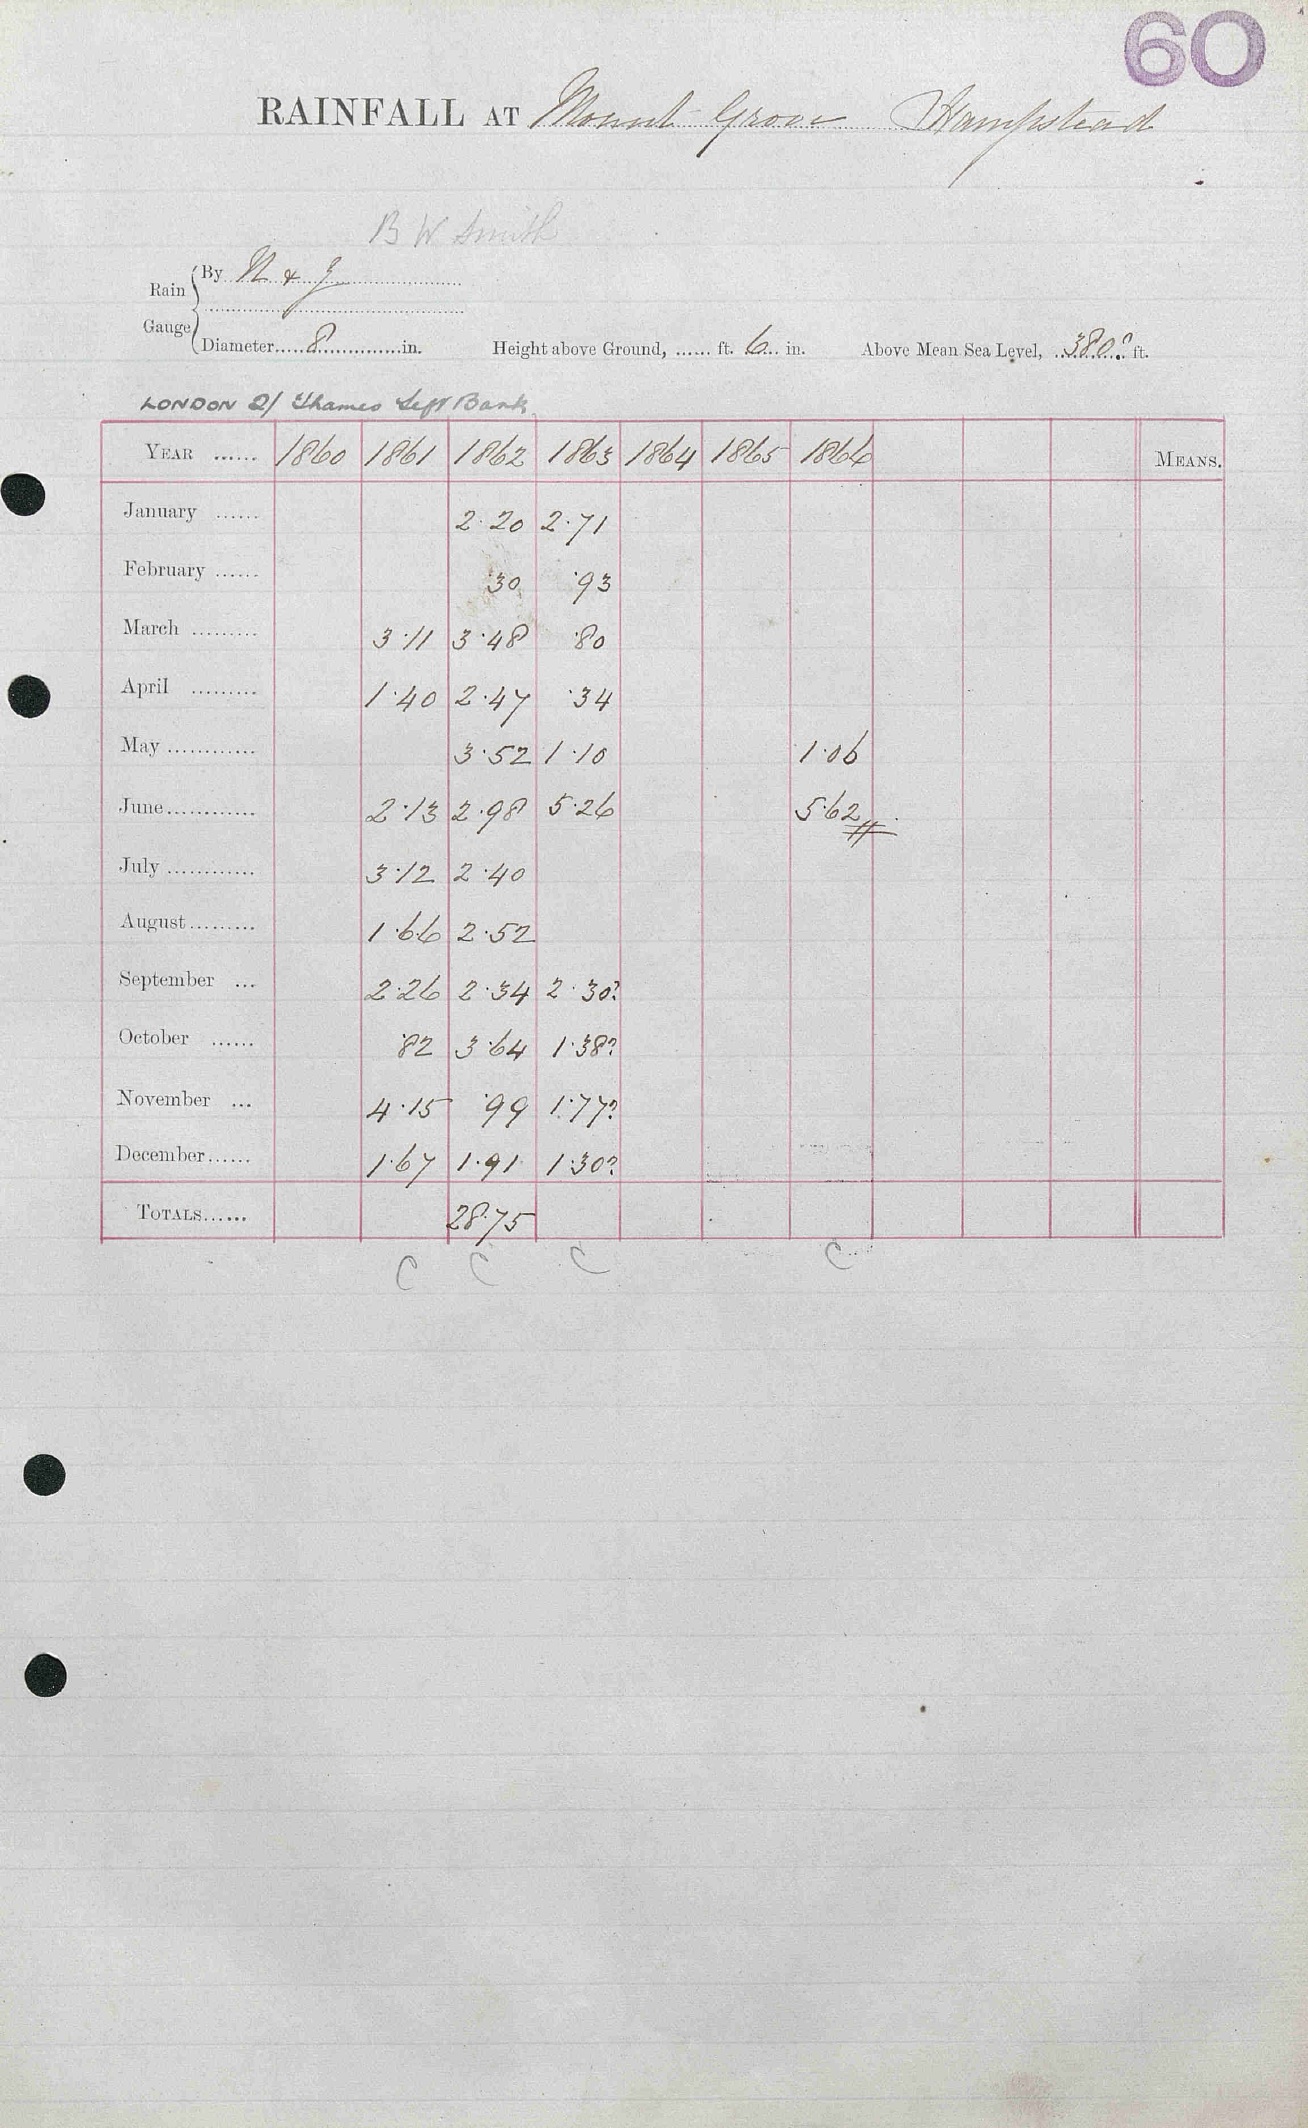 60
RAINFALL AT Mount Grove Hampstead
B W Smith
Rain Gauge By N & Z
Diameter.....8..............in. Height above Ground, ...... ft. 6... in. Above Mean Sea Level, ..380?.. ft.
LONDON 2/ Thames Left Bank
YEAR ...... 1860 1861 1862 1863 1864 1865 1866 MEANS.
January ...... 2.20 2.71
February ...... .30 .93
March ......... 3.11 3.48 .80
April ......... 1.40 2.47 .34
May ............ 3.52 1.10 1.06
June............ 2.13 2.98 5.26 5.62
July ............ 3.12 2.40
August......... 1.66 2.52
September ... 2.26 2.34 2.30?
October ...... .82 3.64 1.38?
November ... 4.15 .99 1.77?
December...... 1.67 1.91 1.30?
TOTALS...... 28.75
C C C C